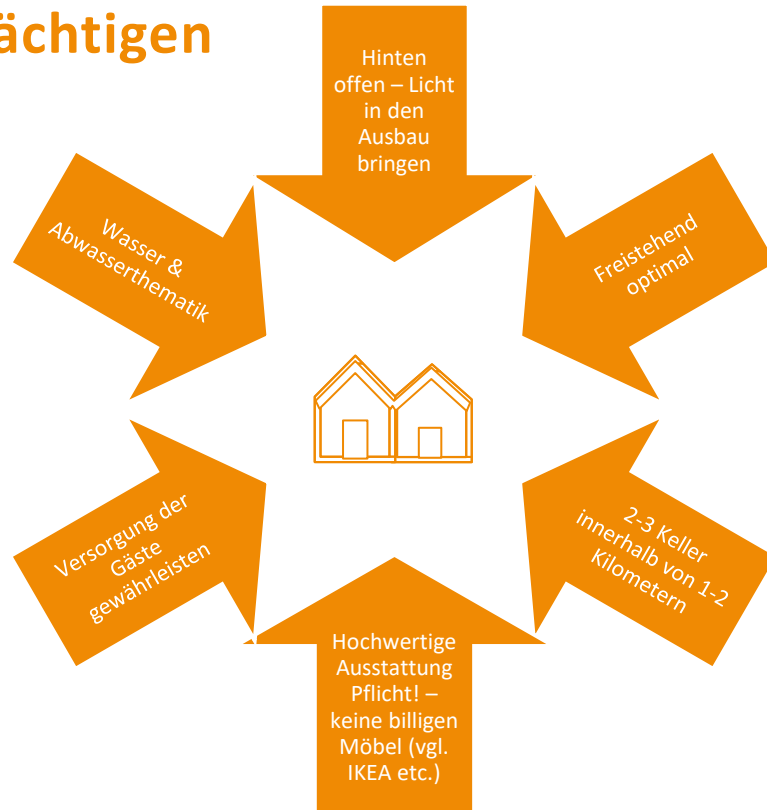 ächtigen
Hinten
offen – Licht
in den
Ausbau
bringen
Wasser &
Abwasserthematik
Freistehend
optimal
Versorgung der
Gäste
gewährleisten
2-3 Keller
innerhalb von 1-2
Kilometern
Hochwertige
Ausstattung
Pflicht! –
keine billigen
Möbel (vgl.
IKEA etc.)